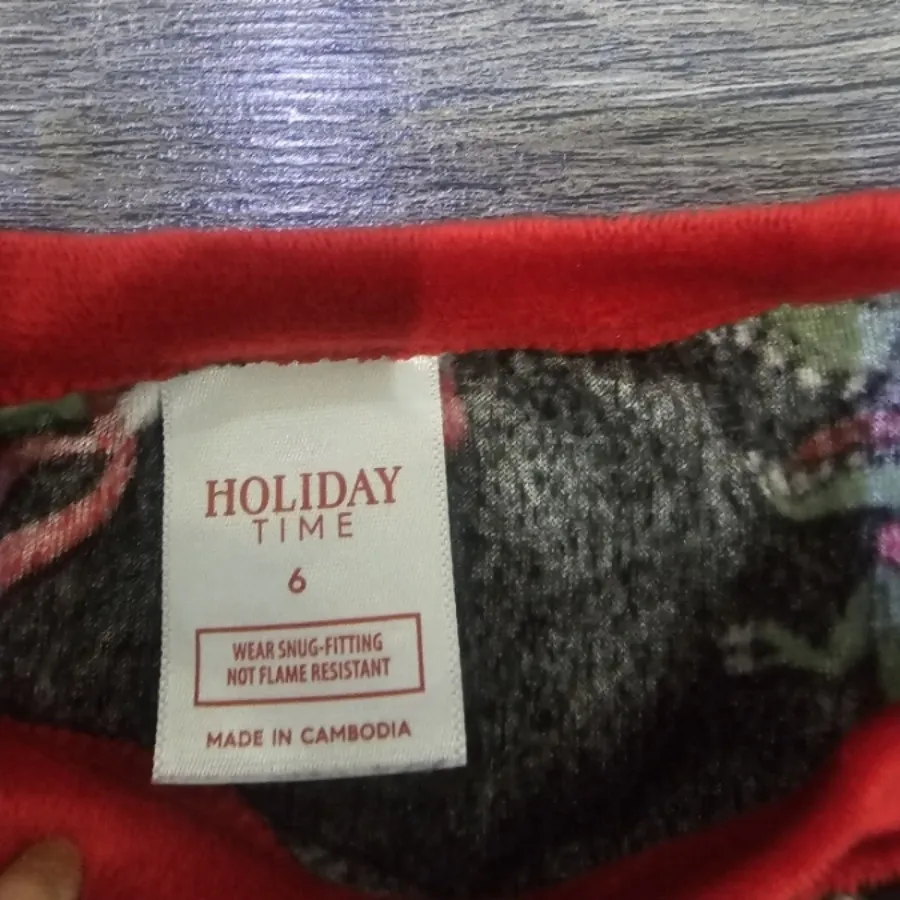 HOLIDAY
TIME
6
WEAR SNUG-FITTING
NOT FLAME RESISTANT
MADE IN CAMBODIA